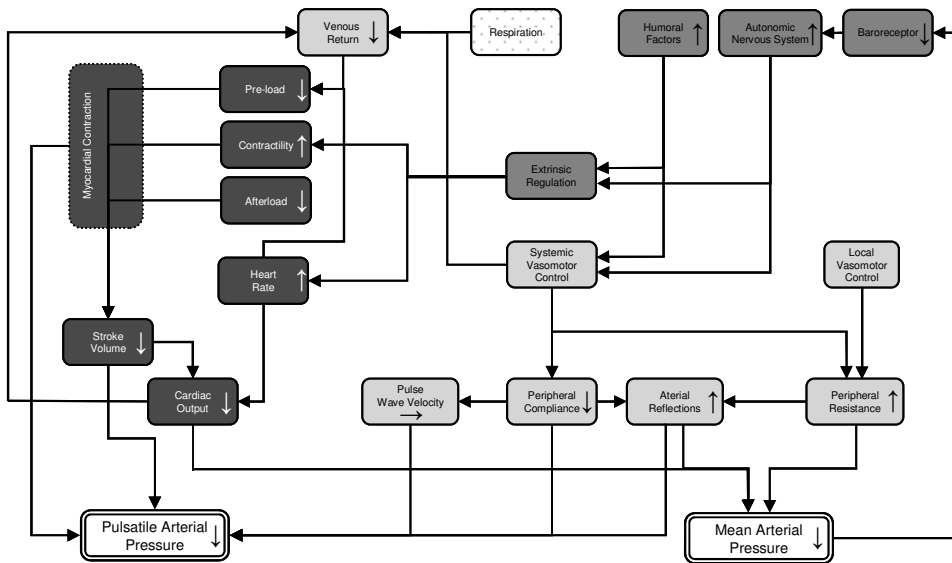 Venous
Return ↓
Respiration
Humoral
Factors ↑
Autonomic
Nervous System ↑
Baroreceptor ↓
Myocardial Contraction
Pre-load ↓
Contractility ↑
Extrinsic
Regulation
Afterload ↓
Heart
Rate ↑
Systemic
Vasomotor
Control
Local
Vasomotor
Control
Stroke
Volume ↓
Cardiac
Output ↓
Pulse
Wave Velocity
→
Peripheral
Compliance ↓
Aterial
Reflections ↑
Peripheral
Resistance ↑
Pulsatile Arterial
Pressure ↓
Mean Arterial
Pressure ↓